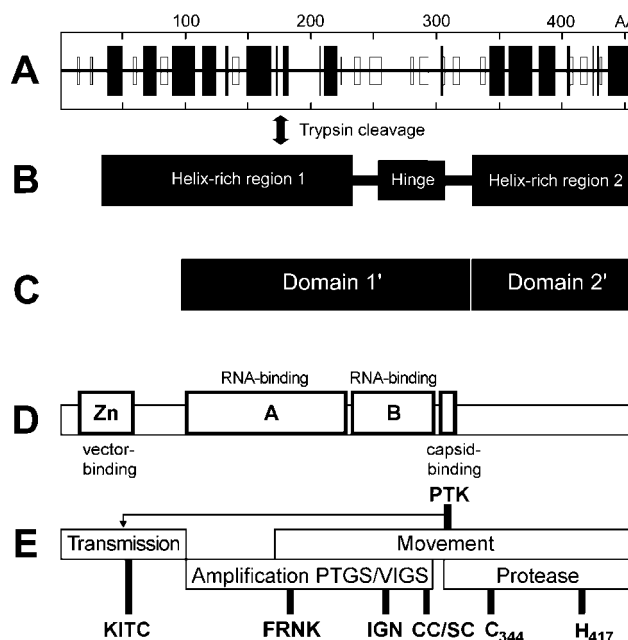 100 200 300 400 AA
A
Trypsin cleavage
B Helix-rich region 1 Hinge Helix-rich region 2
C Domain 1' Domain 2'
RNA-binding RNA-binding
D Zn A B
vector-binding capsid-binding
PTK
E Transmission Movement
Amplification PTGS/VIGS Protease
KITC FRNK IGN CC/SC C344 H417